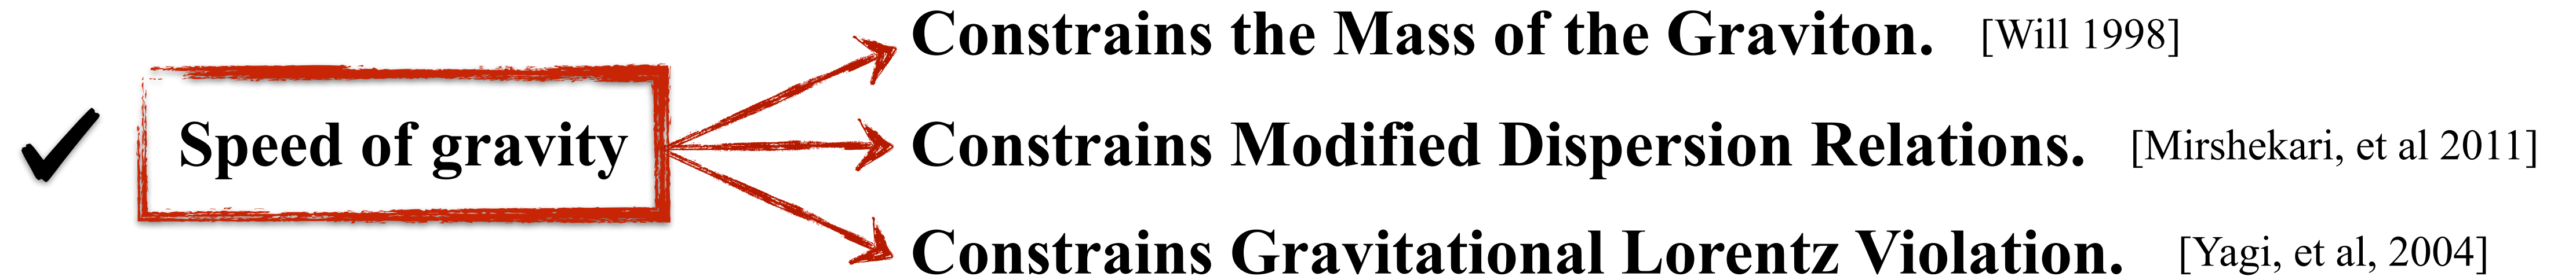 Constrains the Mass of the Graviton. [Will 1998]
Speed of gravity
Constrains Modified Dispersion Relations. [Mirshekari, et al 2011]
Constrains Gravitational Lorentz Violation. [Yagi, et al, 2004]